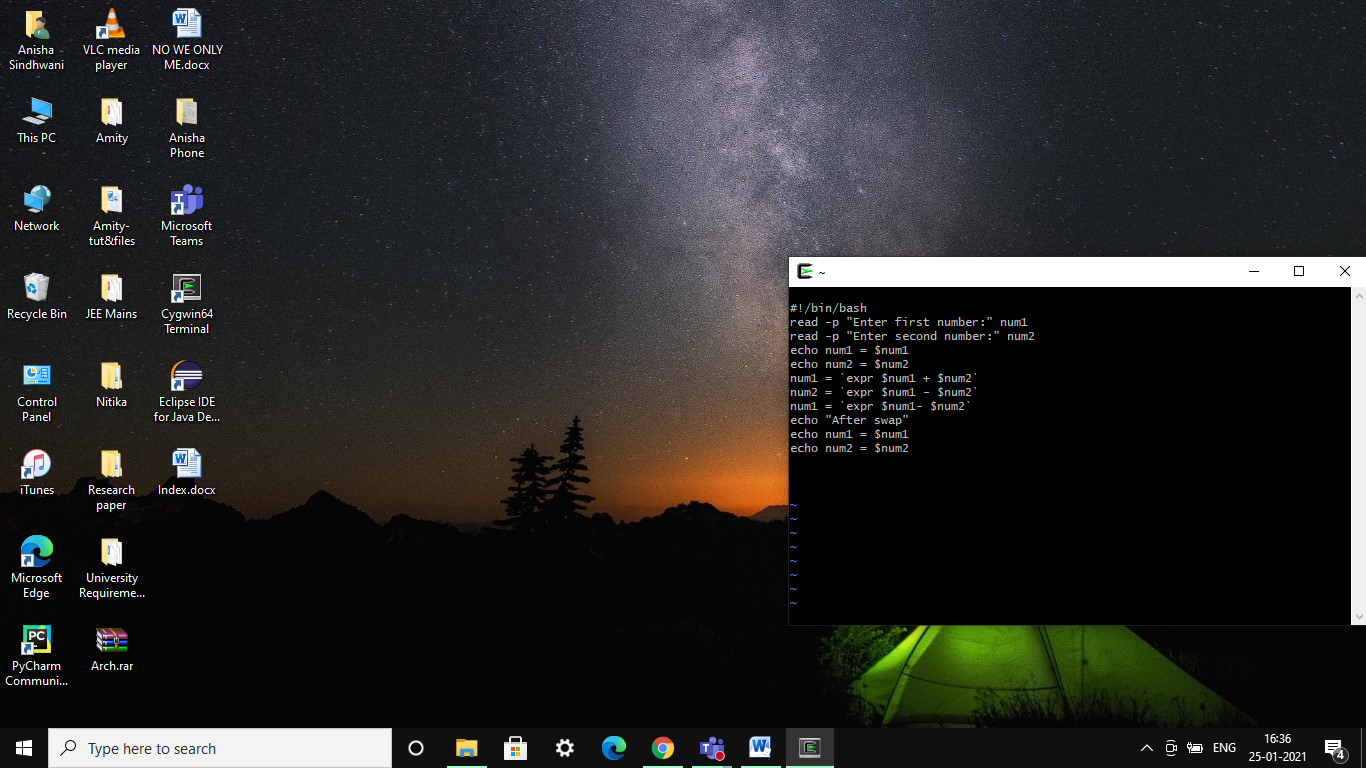 Anisha
Sindhwani
VLC media
player
NO WE ONLY
ME.docx
This PC
Amity
Anisha
Phone
Network
Amity-
tut&files
Microsoft
Teams
Recycle Bin
JEE Mains
Cygwin64
Terminal
Control
Panel
Nitika
Eclipse IDE
for Java De...
iTunes
Research
paper
Index.docx
Microsoft
Edge
University
Requireme...
PC
PyCharm
Communi...
Arch.rar
~
#!/bin/bash
read -p "Enter first number:" num1
read -p "Enter second number:" num2
echo num1 = $num1
echo num2 = $num2
num1 = `expr $num1 + $num2`
num2 = `expr $num1 - $num2`
num1 = `expr $num1- $num2`
echo "After swap"
echo num1 = $num1
echo num2 = $num2
~
~
~
~
~
~
~
~
Type here to search
ENG
16:36
25-01-2021
4